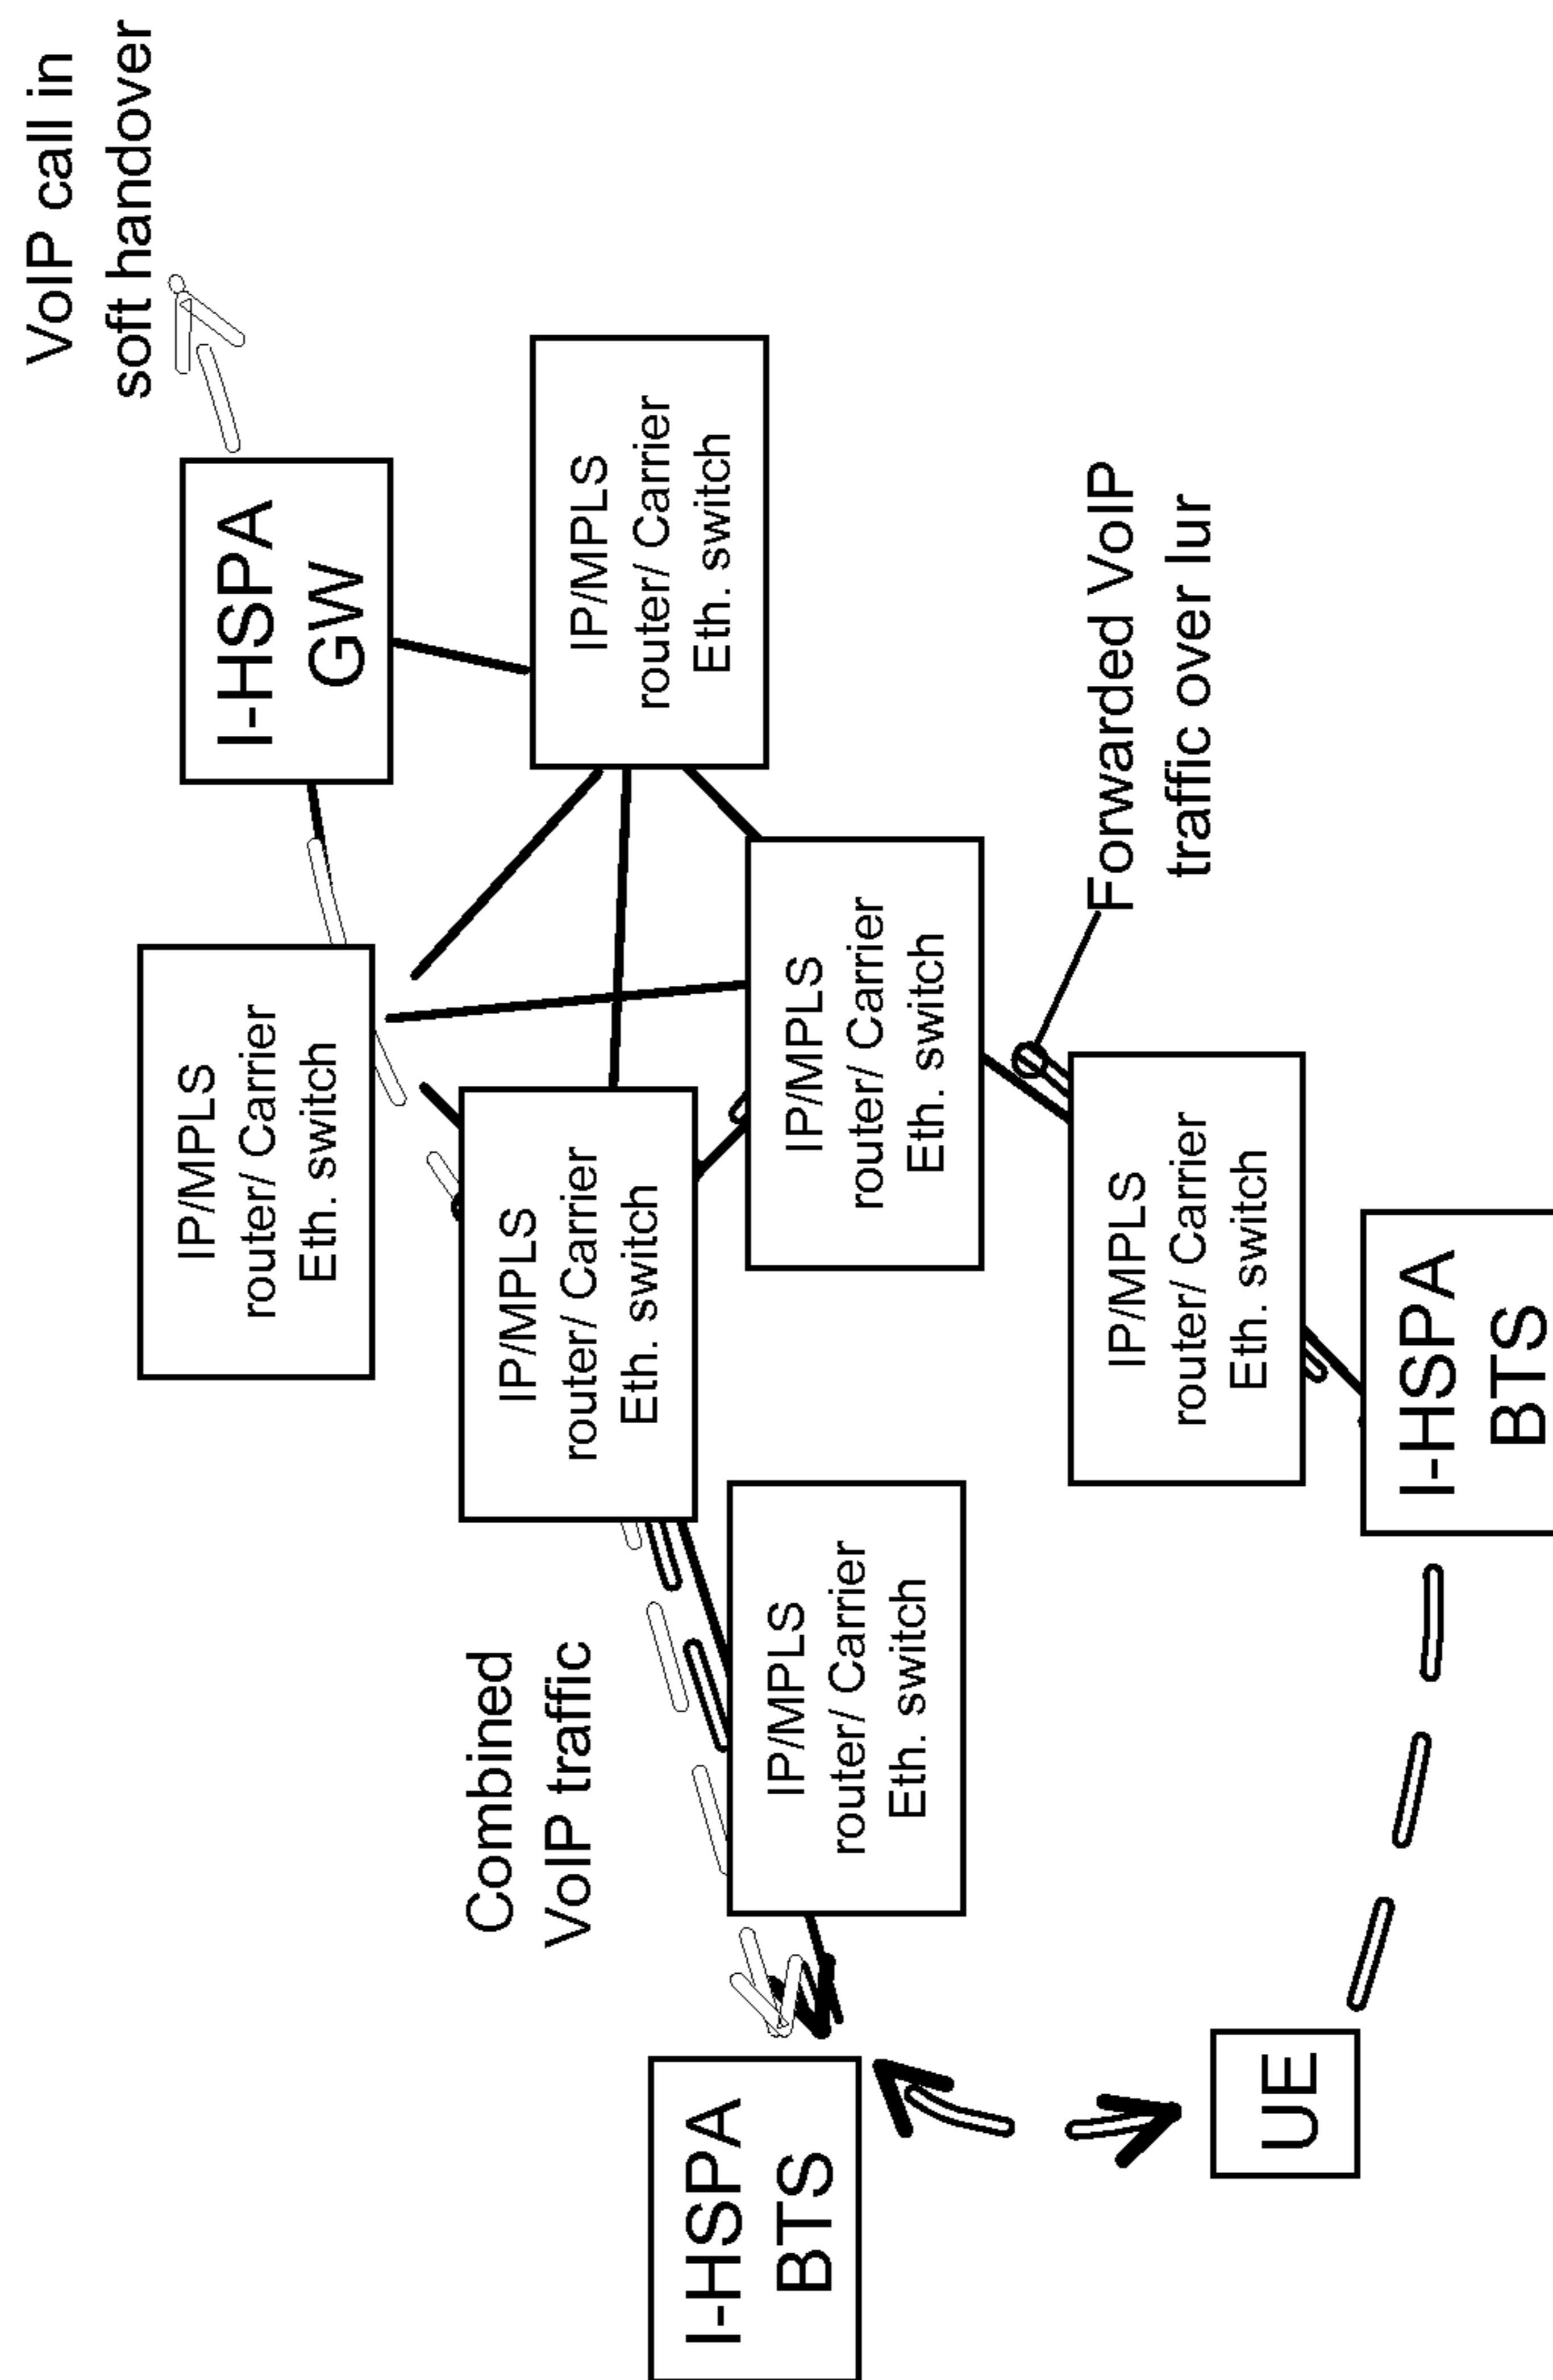 VoIP call in
soft handover
IP/MPLS
router/ Carrier
Eth. switch
I-HSPA
GW
Combined
VoIP traffic
IP/MPLS
router/ Carrier
Eth. switch
IP/MPLS
router/ Carrier
Eth. switch
I-HSPA
BTS
IP/MPLS
router/ Carrier
Eth. switch
IP/MPLS
router/ Carrier
Eth. switch
IP/MPLS
router/ Carrier
Eth. switch
Forwarded VoIP
traffic over Iur
UE
I-HSPA
BTS